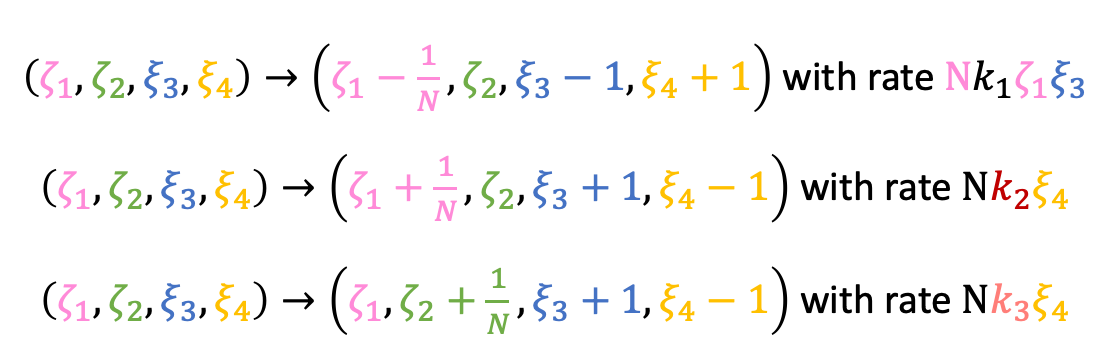 (ζ₁, ζ₂, ξ₃, ξ₄) → (ζ₁ − 1/N, ζ₂, ξ₃ − 1, ξ₄ + 1) with rate Nk₁ζ₁ξ₃
(ζ₁, ζ₂, ξ₃, ξ₄) → (ζ₁ + 1/N, ζ₂, ξ₃ + 1, ξ₄ − 1) with rate Nk₂ξ₄
(ζ₁, ζ₂, ξ₃, ξ₄) → (ζ₁, ζ₂ + 1/N, ξ₃ + 1, ξ₄ − 1) with rate Nk₃ξ₄